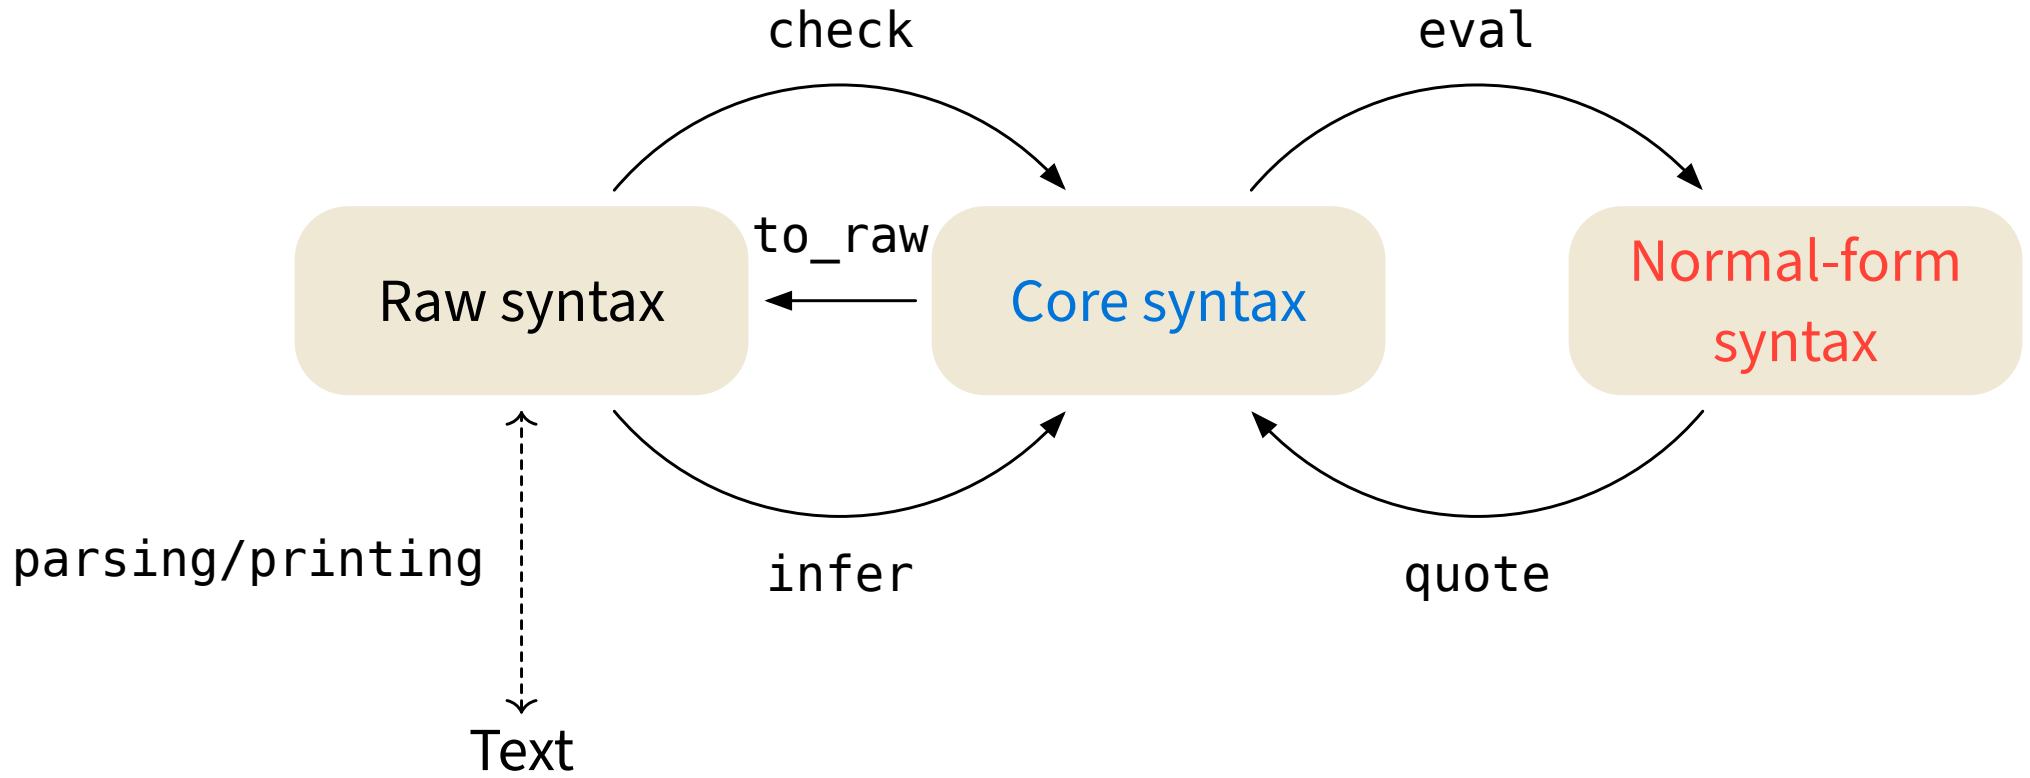 check
eval
to_raw
Raw syntax
Core syntax
Normal-form
syntax
parsing/printing
infer
quote
Text